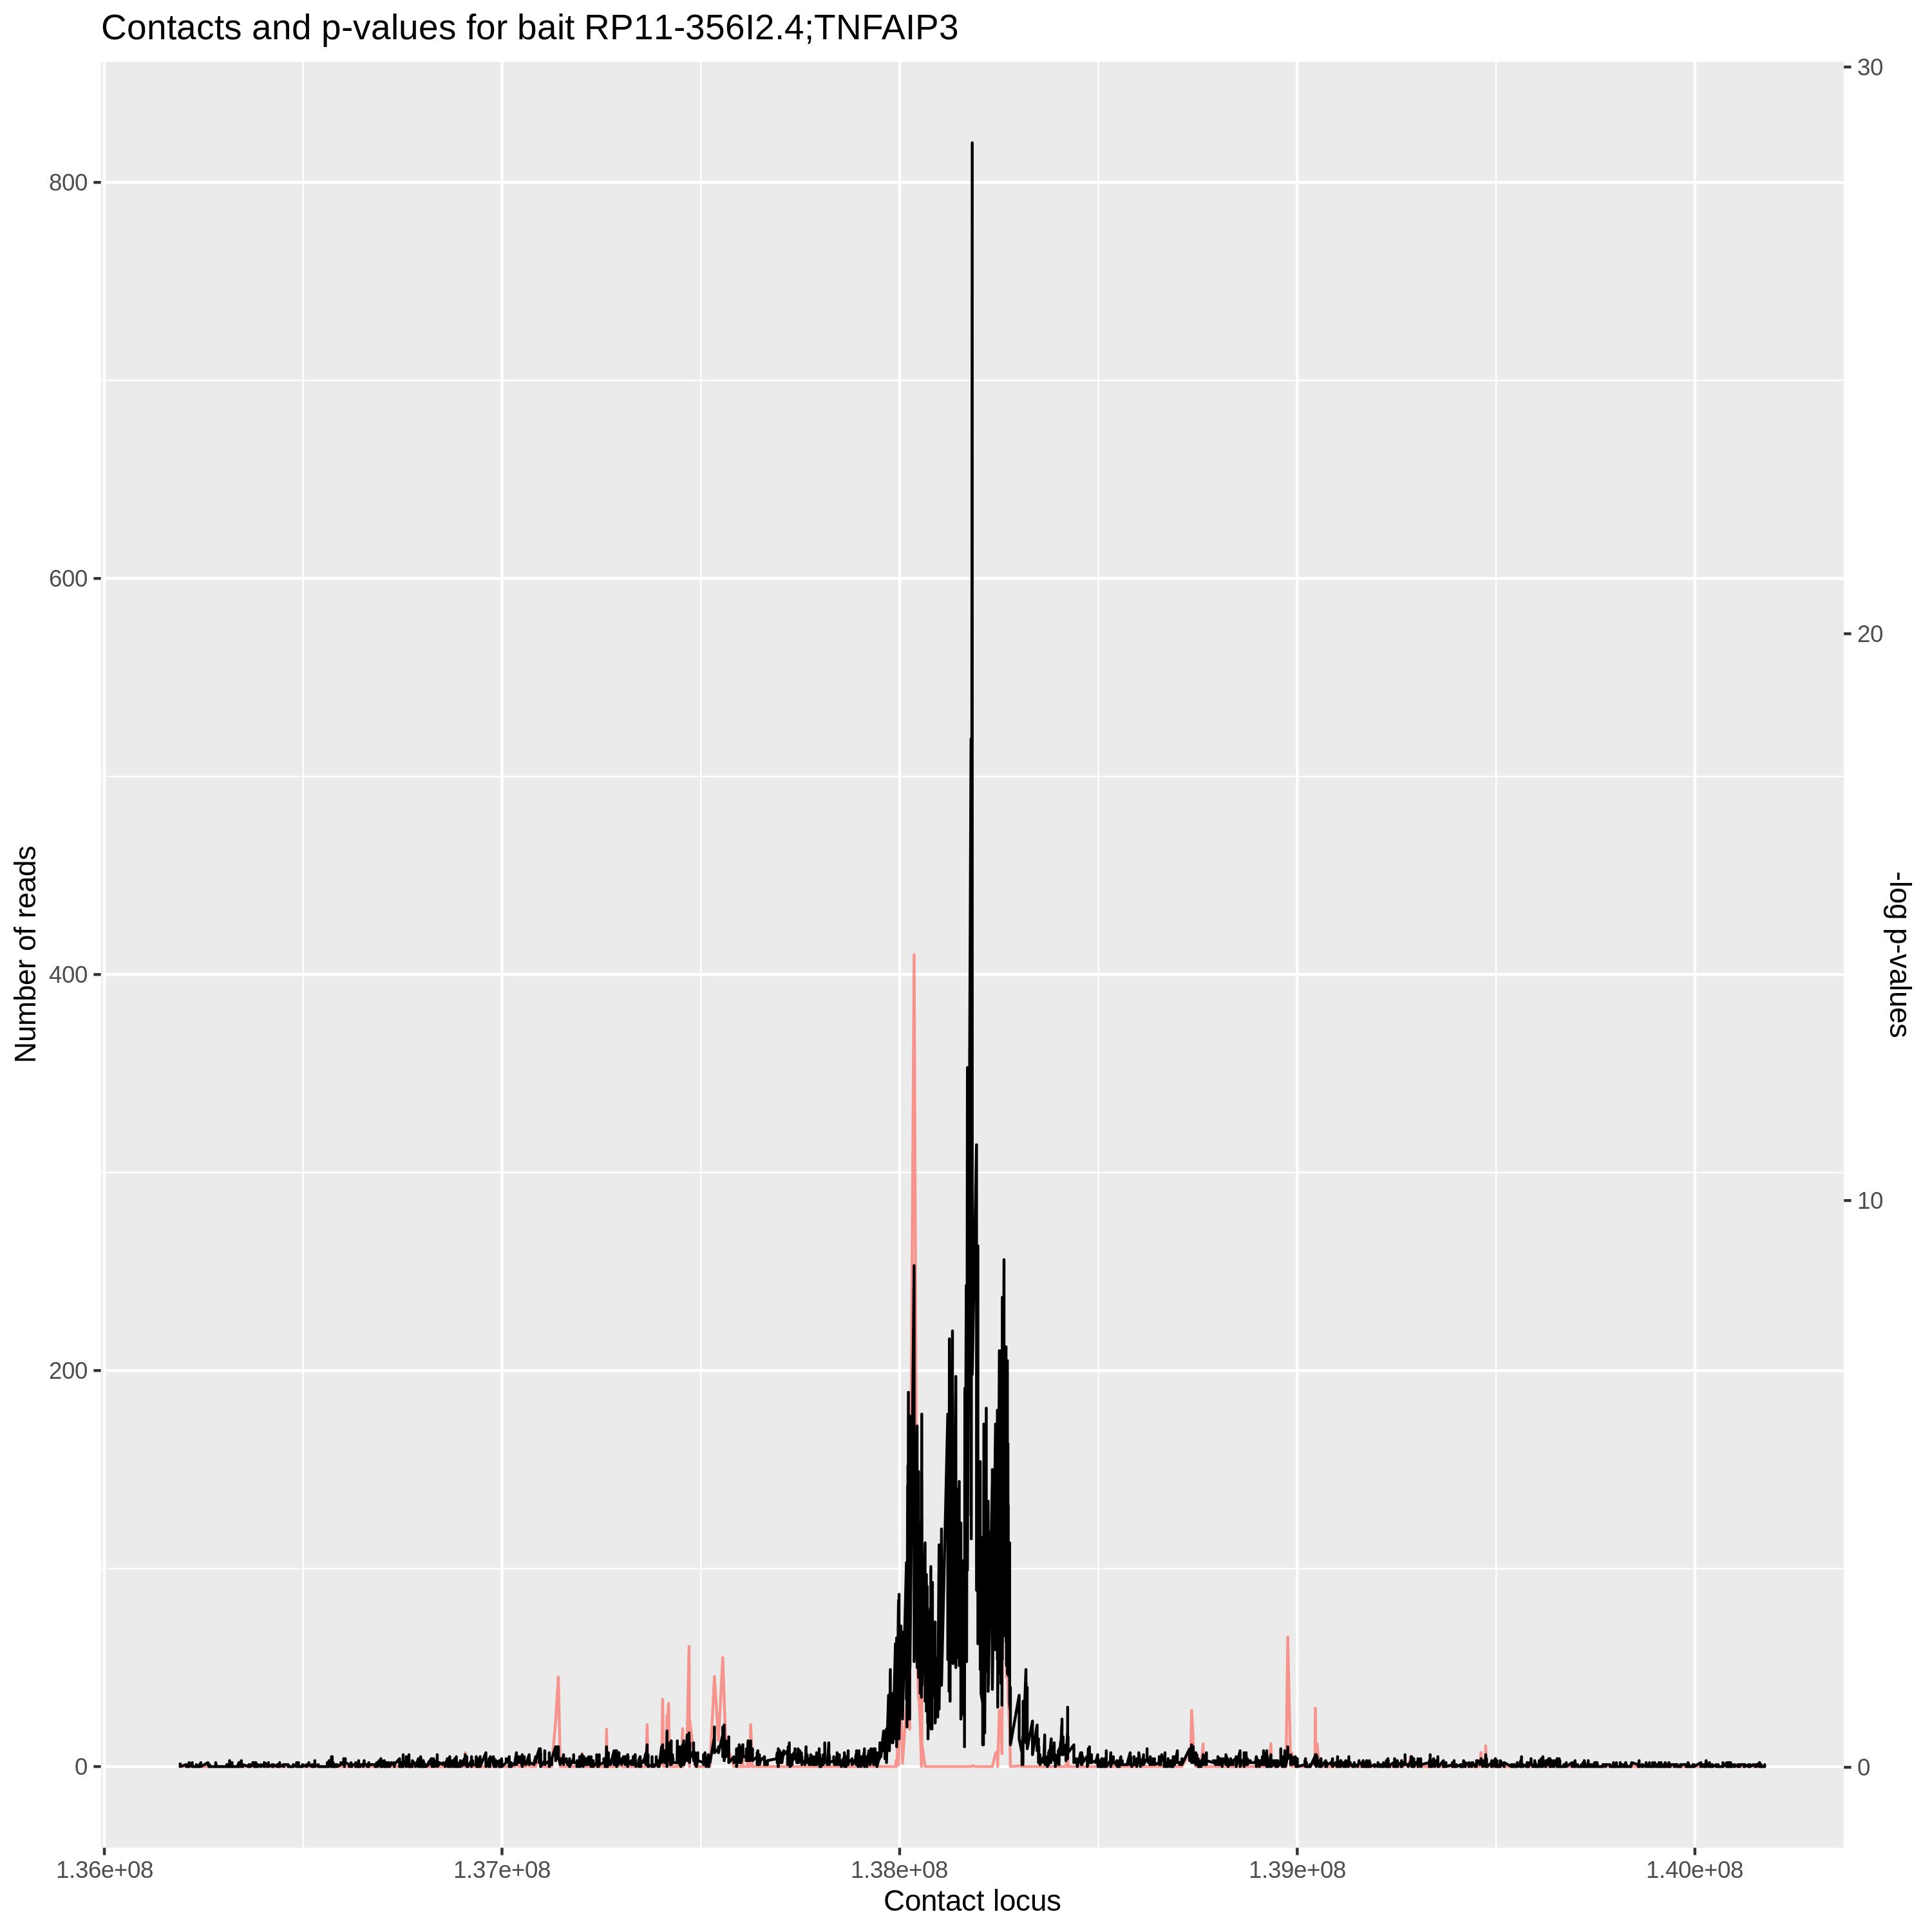 Contacts and p-values for bait RP11-356I2.4;TNFAIP3
Number of reads
800
600
400
200
0
30
20
10
0
-log p-values
1.36e+08
1.37e+08
1.38e+08
1.39e+08
1.40e+08
Contact locus